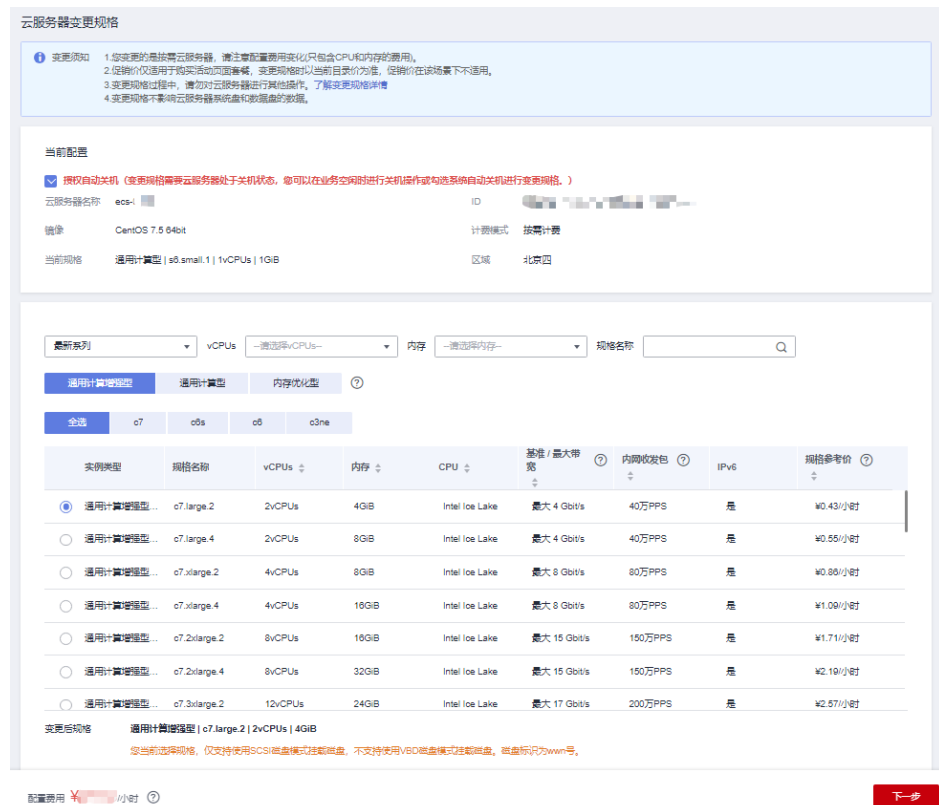 云服务器变更规格
变更须知 1.您变更的是按需云服务器，请注意配置费用变化(只包含CPU和内存的费用)。
2.促销价仅适用于购买活动页面套餐，变更规格时以当前目录价为准，促销价在该场景下不适用。
3.变更规格过程中，请勿对云服务器进行其他操作。了解变更规格详情
4.变更规格不影响云服务器系统盘和数据盘的数据。
当前配置
授权自动关机（变更规格需要云服务器处于关机状态，您可以在业务空闲时进行关机操作或勾选系统自动关机进行变更规格。）
云服务器名称 ecs- ID
镜像 CentOS 7.5 64bit 计费模式 按需计费
当前规格 通用计算型 | s6.small.1 | 1vCPUs | 1GiB 区域 北京四
最新系列 vCPUs --请选择vCPUs-- 内存 --请选择内存-- 规格名称
通用计算增强型 通用计算型 内存优化型
全选 c7 c6s c6 c3ne
实例类型 规格名称 vCPUs 内存 CPU 基准 / 最大带宽 内网收发包 IPv6 规格参考价
通用计算增强型... c7.large.2 2vCPUs 4GiB Intel Ice Lake 最大 4 Gbit/s 40万PPS 是 ¥0.43/小时
通用计算增强型... c7.large.4 2vCPUs 8GiB Intel Ice Lake 最大 4 Gbit/s 40万PPS 是 ¥0.55/小时
通用计算增强型... c7.xlarge.2 4vCPUs 8GiB Intel Ice Lake 最大 8 Gbit/s 80万PPS 是 ¥0.86/小时
通用计算增强型... c7.xlarge.4 4vCPUs 16GiB Intel Ice Lake 最大 8 Gbit/s 80万PPS 是 ¥1.09/小时
通用计算增强型... c7.2xlarge.2 8vCPUs 16GiB Intel Ice Lake 最大 15 Gbit/s 150万PPS 是 ¥1.71/小时
通用计算增强型... c7.2xlarge.4 8vCPUs 32GiB Intel Ice Lake 最大 15 Gbit/s 150万PPS 是 ¥2.19/小时
通用计算增强型... c7.3xlarge.2 12vCPUs 24GiB Intel Ice Lake 最大 17 Gbit/s 200万PPS 是 ¥2.57/小时
变更后规格 通用计算增强型 | c7.large.2 | 2vCPUs | 4GiB
您当前选择规格，仅支持使用SCSI磁盘模式挂载磁盘，不支持使用VBD磁盘模式挂载磁盘。磁盘标识为wwn号。
配置费用 ¥ /小时 下一步